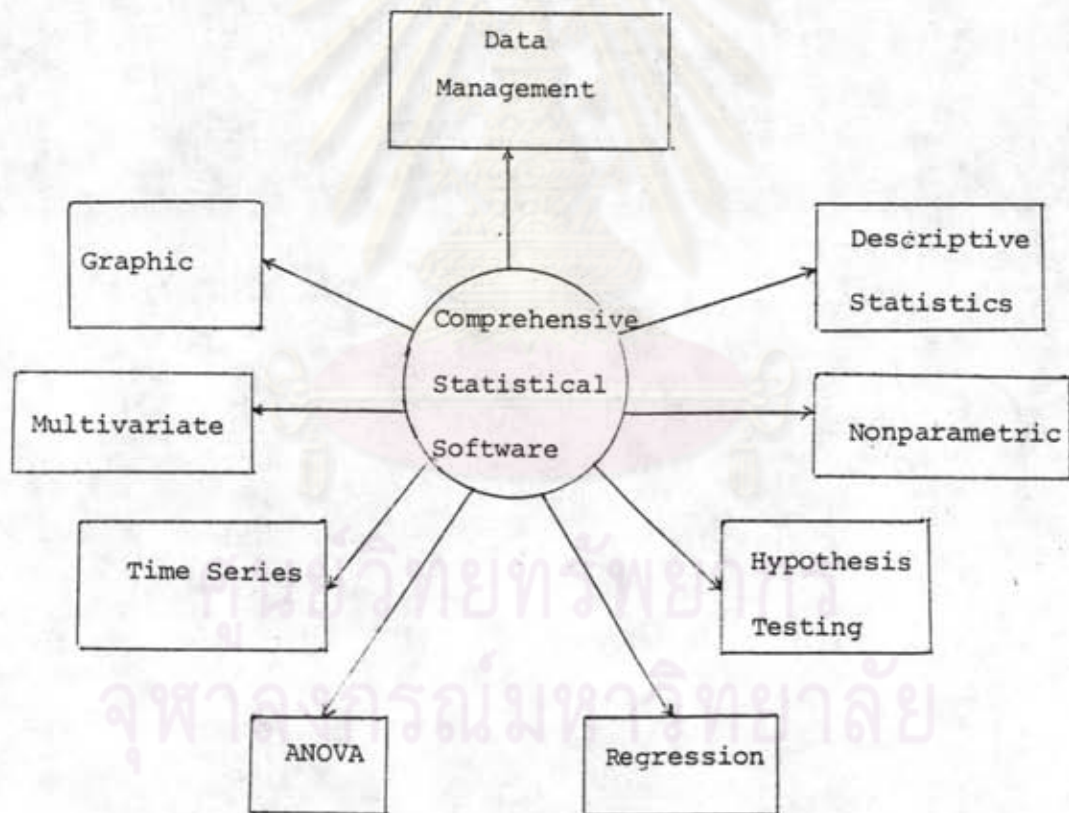 Data
Management
Graphic
Descriptive
Statistics
Comprehensive
Statistical
Software
Multivariate
Nonparametric
Time Series
Hypothesis
Testing
ANOVA
Regression
ศูนย์วิทยทรัพยากร
จุฬาลงกรณ์มหาวิทยาลัย